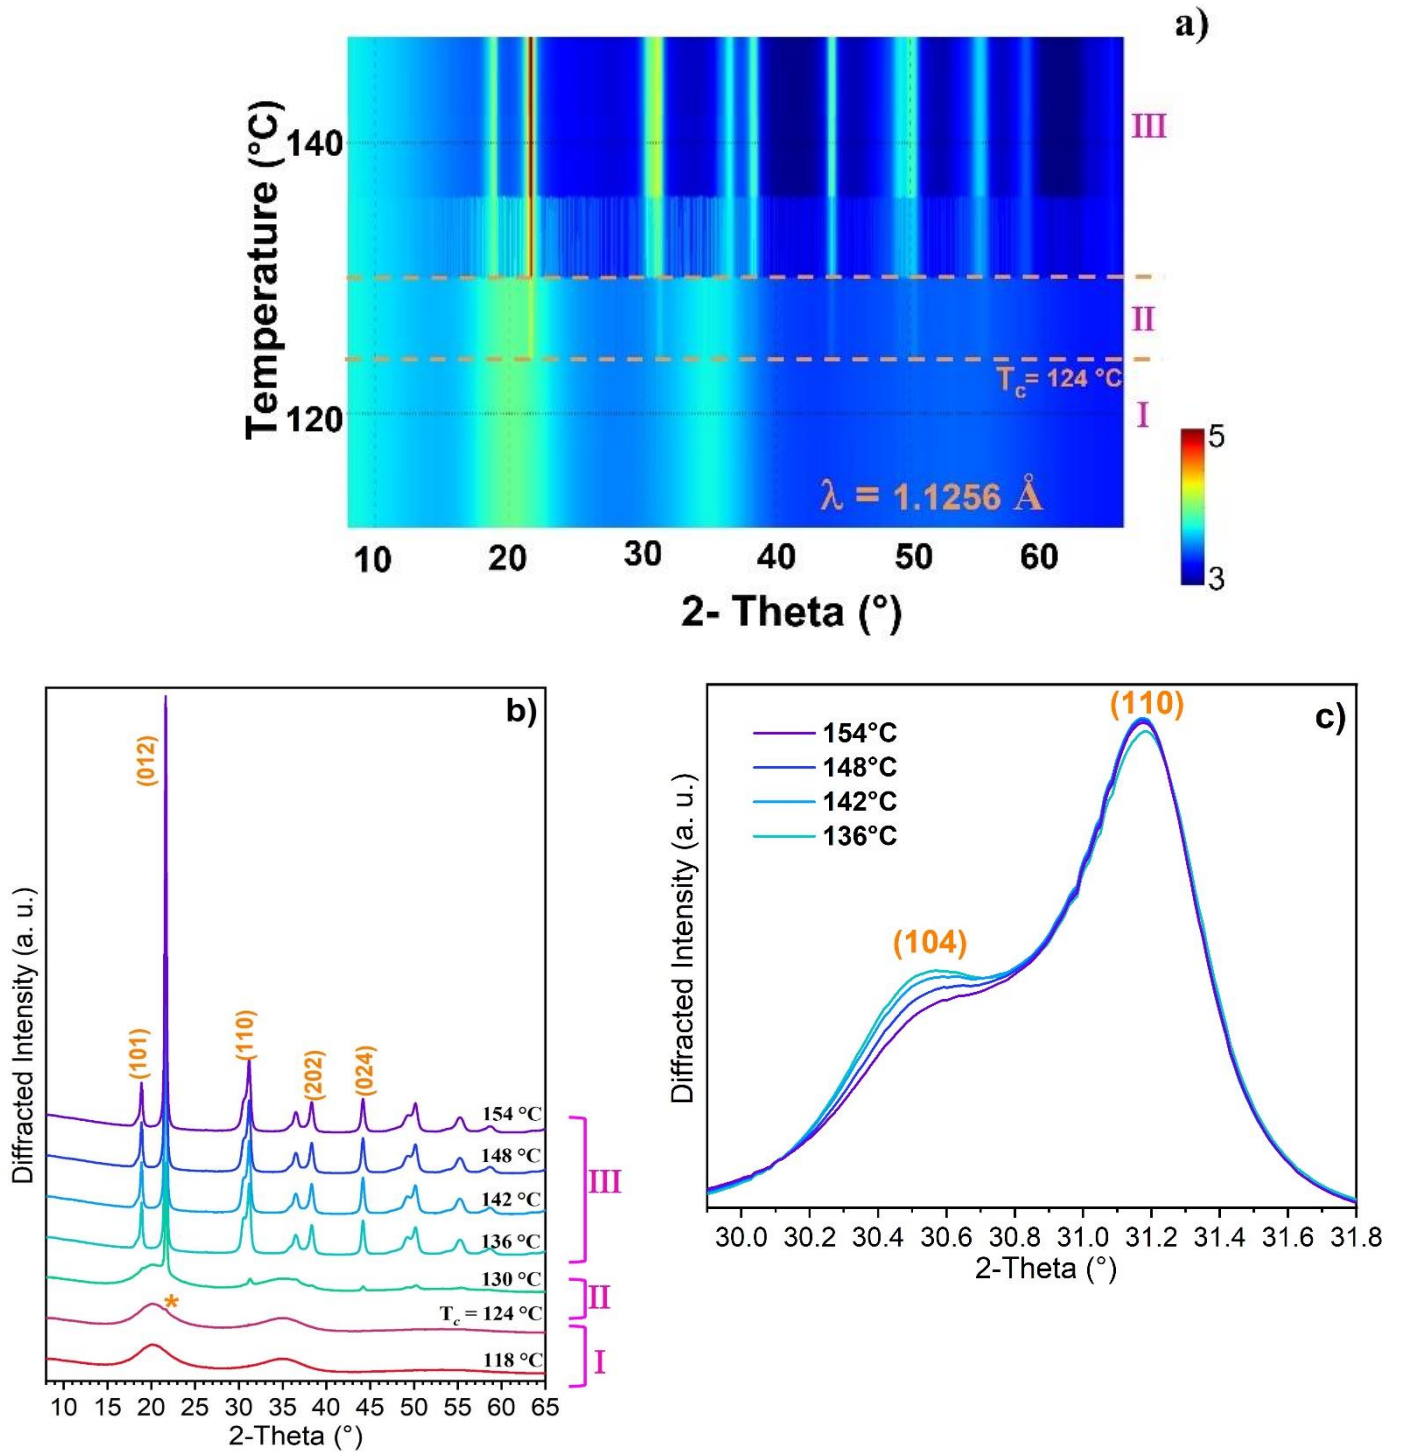 a)
Temperature (°C)
140
120
III
II
T_c= 124 °C
I
λ = 1.1256 Å
5
3
10 20 30 40 50 60
2- Theta (°)
b)
Diffracted Intensity (a. u.)
(012)
(101)
(110)
(202)
(024)
154 °C
148 °C
142 °C
136 °C
III
130 °C
II
*
T_c = 124 °C
118 °C
I
10 15 20 25 30 35 40 45 50 55 60 65
2-Theta (°)
c)
Diffracted Intensity (a. u.)
(110)
154°C
148°C
142°C
136°C
(104)
30.0 30.2 30.4 30.6 30.8 31.0 31.2 31.4 31.6 31.8
2-Theta (°)